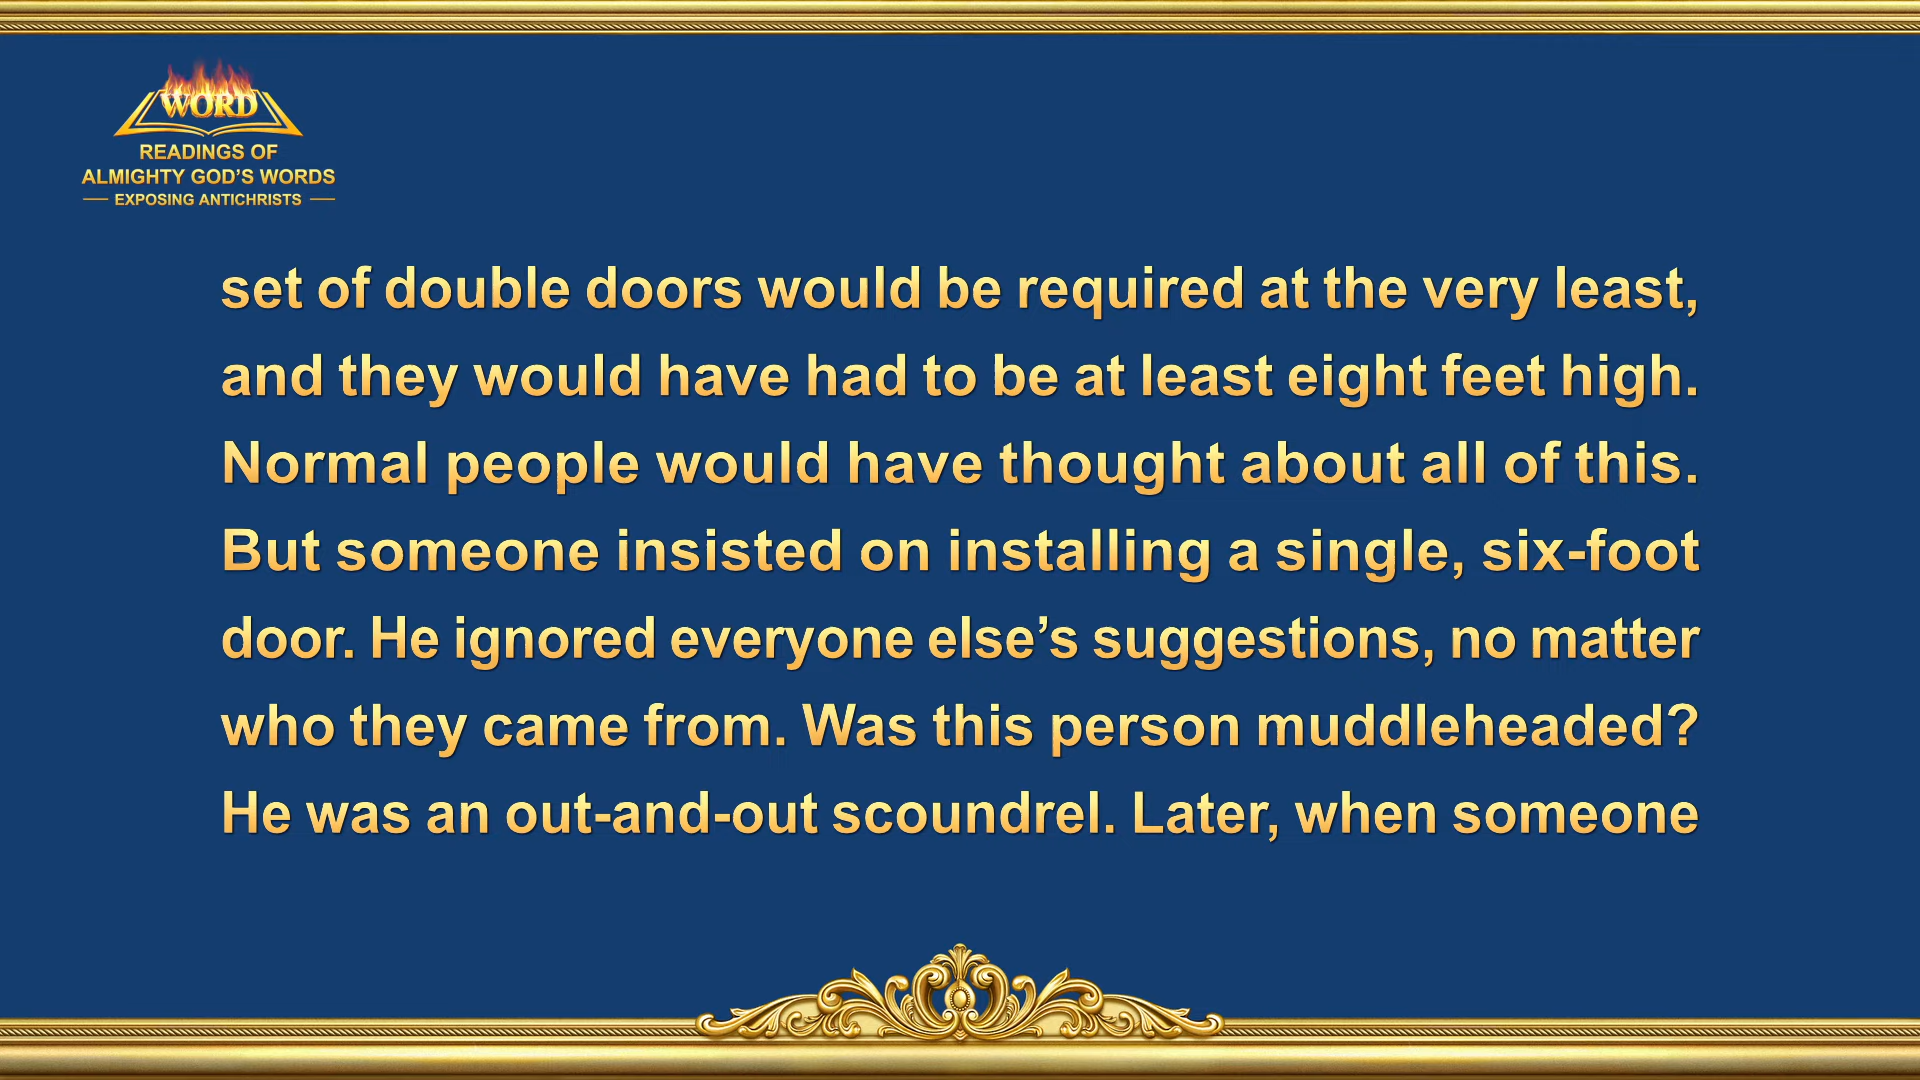 WORD
READINGS OF
ALMIGHTY GOD’S WORDS
EXPOSING ANTICHRISTS
set of double doors would be required at the very least,
and they would have had to be at least eight feet high.
Normal people would have thought about all of this.
But someone insisted on installing a single, six-foot
door. He ignored everyone else’s suggestions, no matter
who they came from. Was this person muddleheaded?
He was an out-and-out scoundrel. Later, when someone